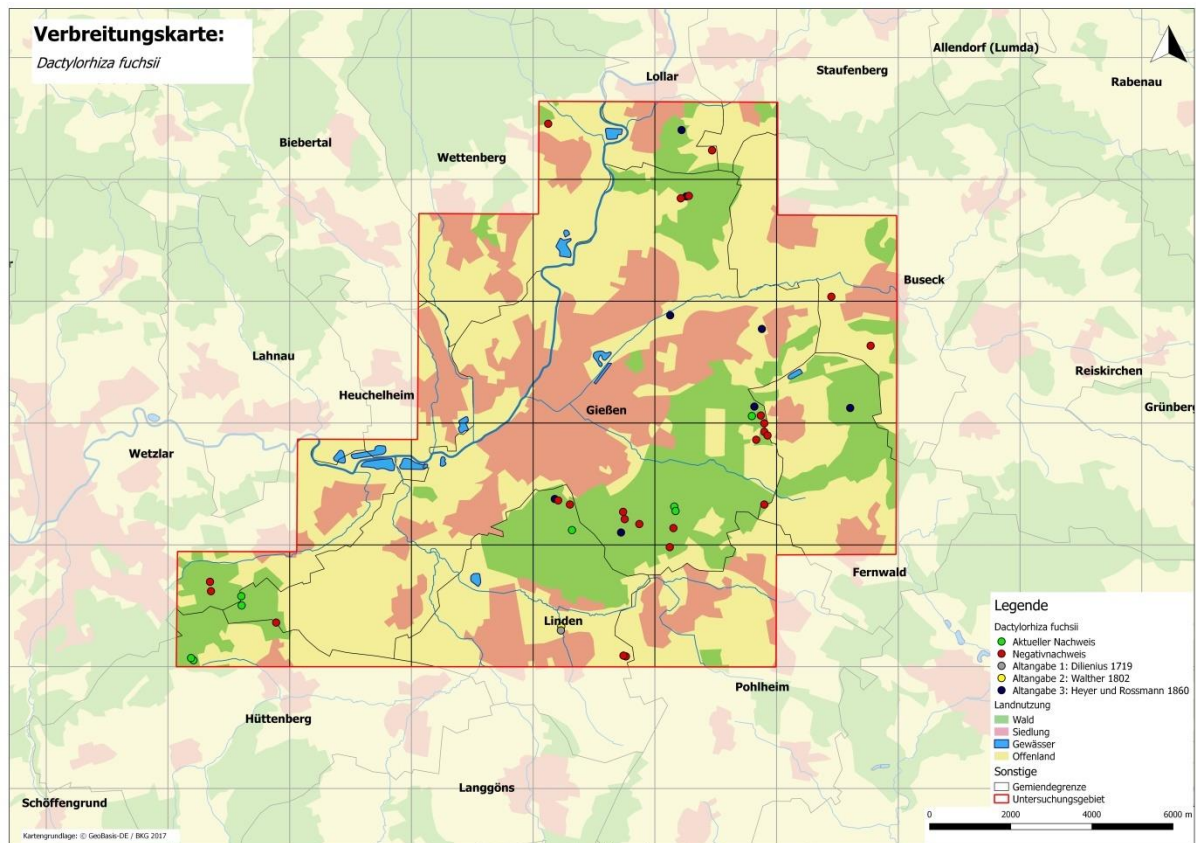 Verbreitungskarte:
Dactylorhiza fuchsii
Allendorf (Lumda)
Staufenberg
Lollar
Rabenau
Biebertal
Wettenberg
Buseck
Lahnau
Reiskirchen
Heuchelheim
Gießen
Grünberg
Wetzlar
Fernwald
Linden
Pohlheim
Hüttenberg
Langgöns
Schöffengrund
Legende
Dactylorhiza fuchsii
Aktueller Nachweis
Negativnachweis
Altangabe 1: Dilienius 1719
Altangabe 2: Walther 1802
Altangabe 3: Heyer und Rossmann 1860
Landnutzung
Wald
Siedlung
Gewässer
Offenland
Sonstige
Gemiendegrenze
Untersuchungsgebiet
0 2000 4000 6000 m
Kartengrundlage: © GeoBasis-DE / BKG 2017